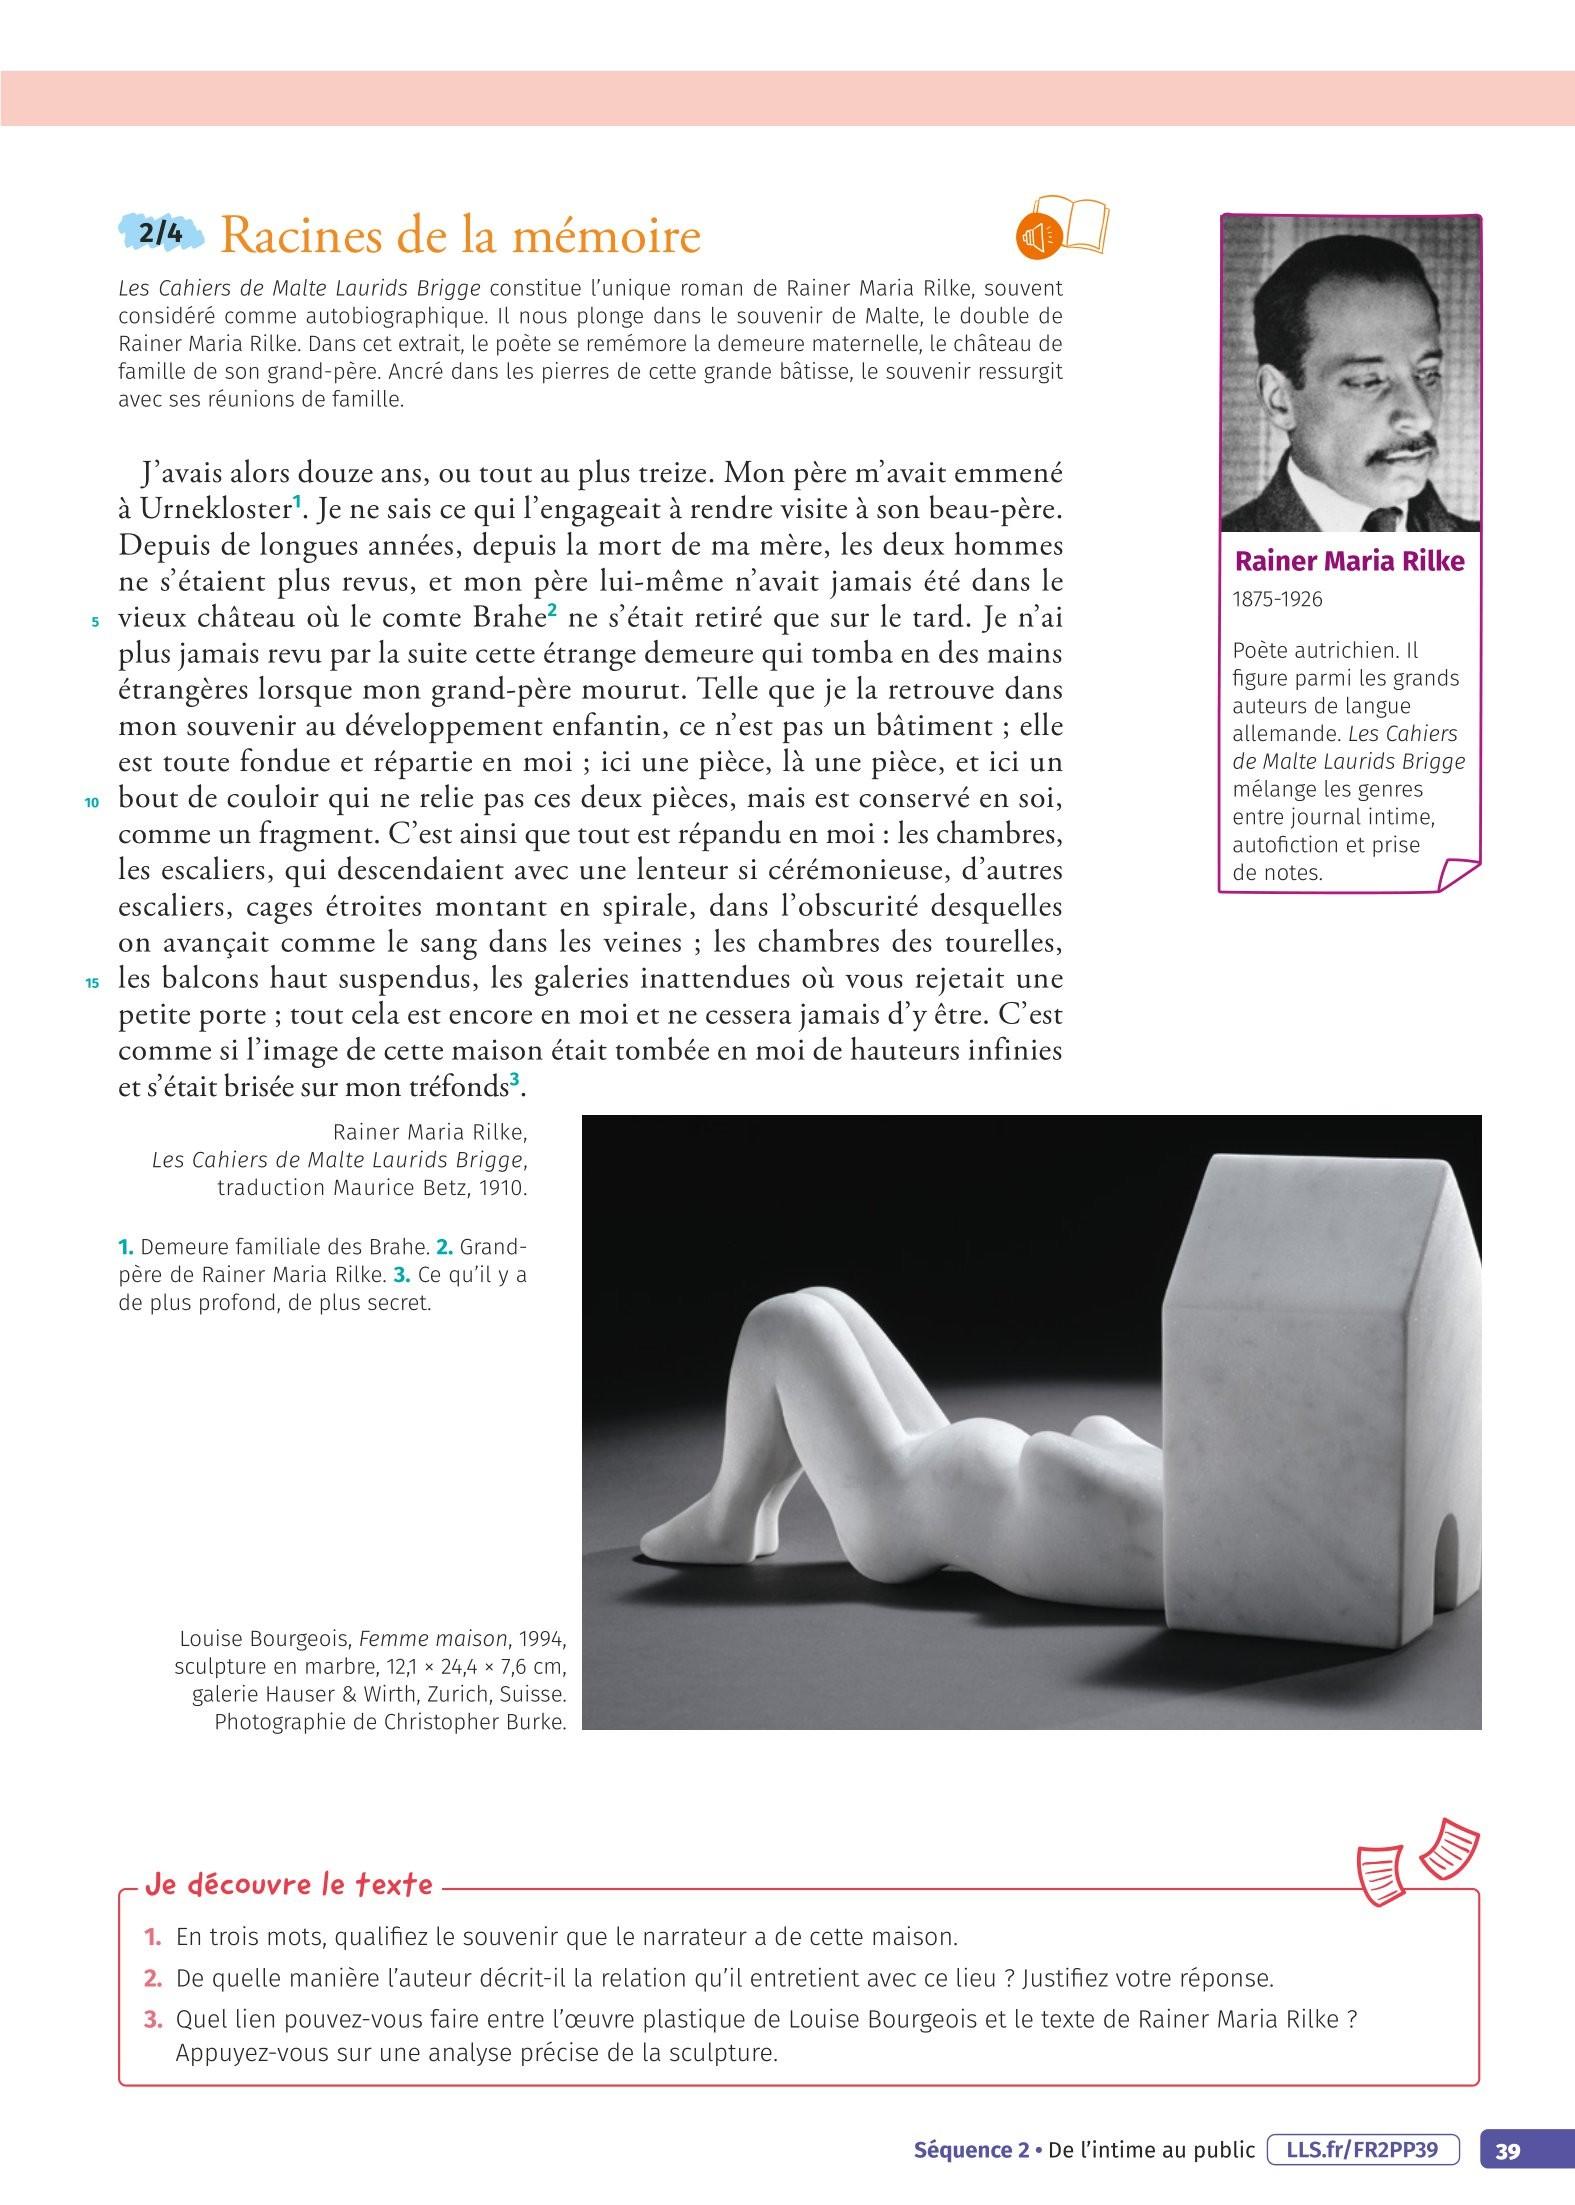 2/4 Racines de la mémoire
Les Cahiers de Malte Laurids Brigge constitue l’unique roman de Rainer Maria Rilke, souvent
considéré comme autobiographique. Il nous plonge dans le souvenir de Malte, le double de
Rainer Maria Rilke. Dans cet extrait, le poète se remémore la demeure maternelle, le château de
famille de son grand-père. Ancré dans les pierres de cette grande bâtisse, le souvenir ressurgit
avec ses réunions de famille.
J’avais alors douze ans, ou tout au plus treize. Mon père m’avait emmené
à Urnekloster1. Je ne sais ce qui l’engageait à rendre visite à son beau-père.
Depuis de longues années, depuis la mort de ma mère, les deux hommes
ne s’étaient plus revus, et mon père lui-même n’avait jamais été dans le
5 vieux château où le comte Brahe2 ne s’était retiré que sur le tard. Je n’ai
plus jamais revu par la suite cette étrange demeure qui tomba en des mains
étrangères lorsque mon grand-père mourut. Telle que je la retrouve dans
mon souvenir au développement enfantin, ce n’est pas un bâtiment ; elle
est toute fondue et répartie en moi ; ici une pièce, là une pièce, et ici un
10 bout de couloir qui ne relie pas ces deux pièces, mais est conservé en soi,
comme un fragment. C’est ainsi que tout est répandu en moi : les chambres,
les escaliers, qui descendaient avec une lenteur si cérémonieuse, d’autres
escaliers, cages étroites montant en spirale, dans l’obscurité desquelles
on avançait comme le sang dans les veines ; les chambres des tourelles,
15 les balcons haut suspendus, les galeries inattendues où vous rejetait une
petite porte ; tout cela est encore en moi et ne cessera jamais d’y être. C’est
comme si l’image de cette maison était tombée en moi de hauteurs infinies
et s’était brisée sur mon tréfonds3.
Rainer Maria Rilke,
Les Cahiers de Malte Laurids Brigge,
traduction Maurice Betz, 1910.
1. Demeure familiale des Brahe. 2. Grand-
père de Rainer Maria Rilke. 3. Ce qu’il y a
de plus profond, de plus secret.
Rainer Maria Rilke
1875-1926
Poète autrichien. Il
figure parmi les grands
auteurs de langue
allemande. Les Cahiers
de Malte Laurids Brigge
mélange les genres
entre journal intime,
autofiction et prise
de notes.
Louise Bourgeois, Femme maison, 1994,
sculpture en marbre, 12,1 × 24,4 × 7,6 cm,
galerie Hauser & Wirth, Zurich, Suisse.
Photographie de Christopher Burke.
Je découvre le texte
1. En trois mots, qualifiez le souvenir que le narrateur a de cette maison.
2. De quelle manière l’auteur décrit-il la relation qu’il entretient avec ce lieu ? Justifiez votre réponse.
3. Quel lien pouvez-vous faire entre l’œuvre plastique de Louise Bourgeois et le texte de Rainer Maria Rilke ?
Appuyez-vous sur une analyse précise de la sculpture.
Séquence 2 • De l’intime au public LLS.fr/FR2PP39 39